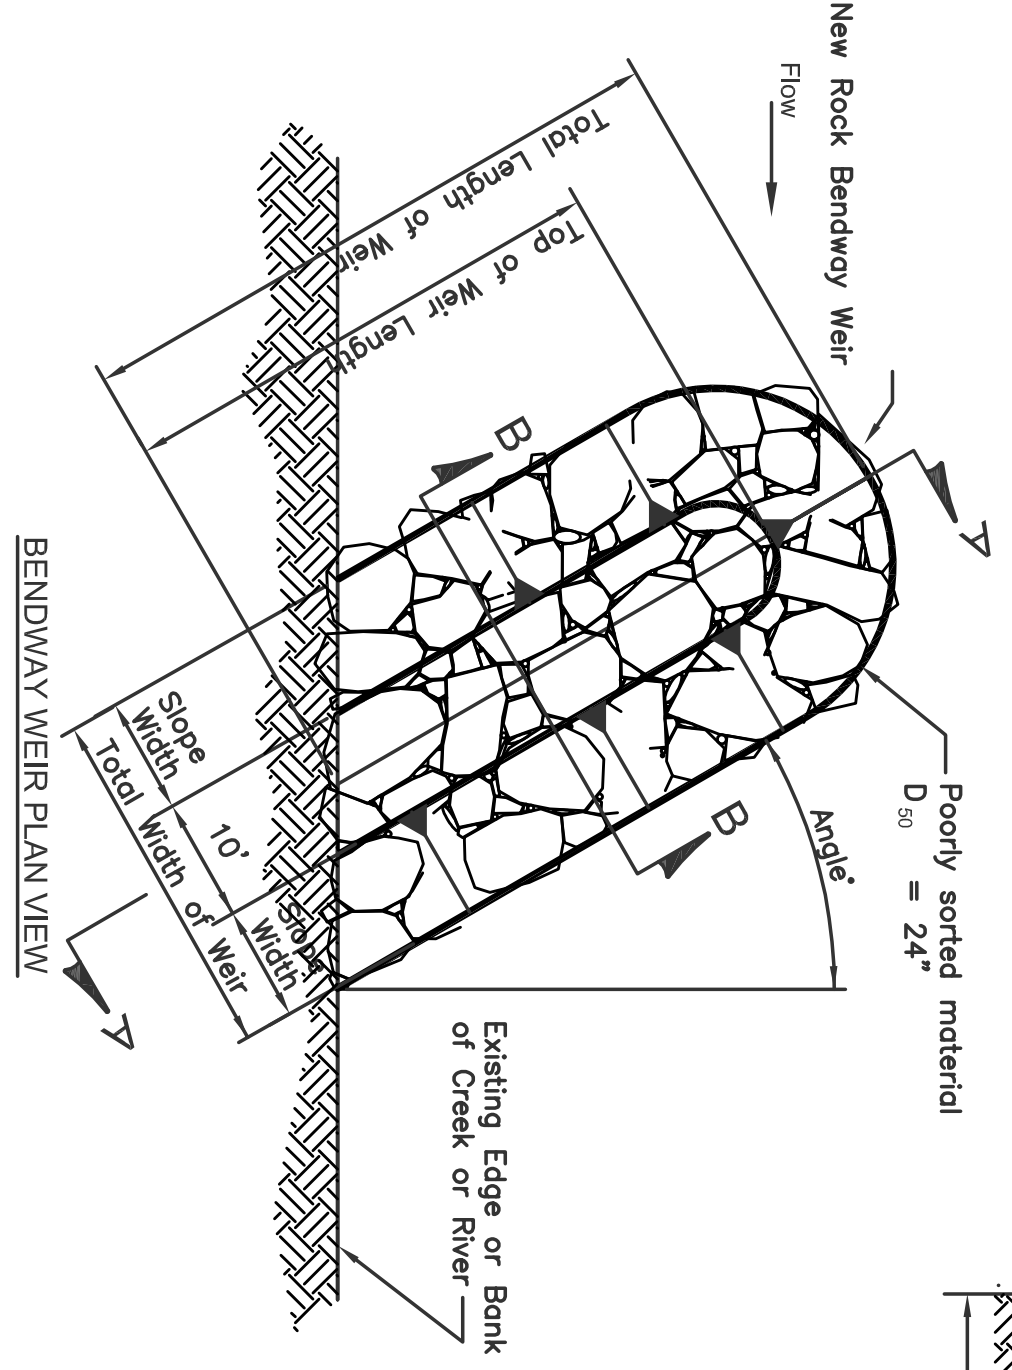 New Rock Bendway Weir
Flow
Total Length of Weir
Top of Weir Length
B
A
Poorly sorted material
D50 = 24”
Angle°
B
Slope
Width
10’
Slope
Width
Total Width of Weir
A
Existing Edge or Bank
of Creek or River
BENDWAY WEIR PLAN VIEW